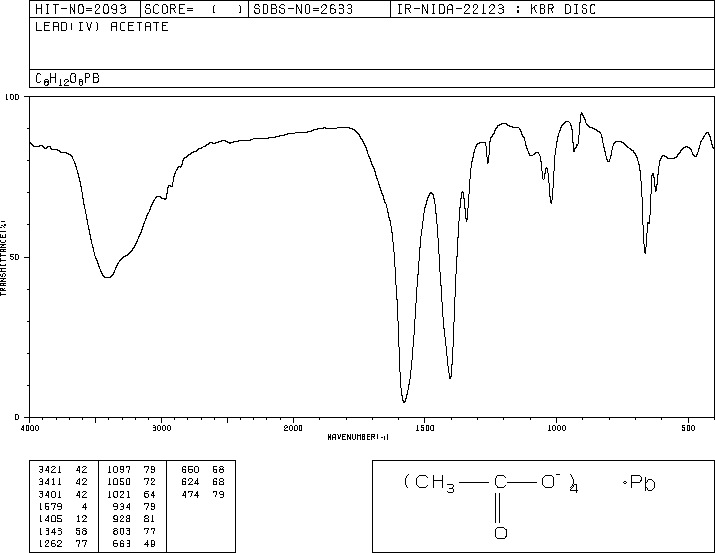 HIT-NO=2093 SCORE= ( ) SDBS-NO=2633 IR-NIDA-22123 : KBR DISC
LEAD(IV) ACETATE
C8H12O8PB
100
50
0
TRANSMITTANCE(%)
4000 3000 2000 1500 1000 500
WAVENUMBER(-1)
3421 42 1097 79 660 68
3411 42 1050 72 624 68
3401 42 1021 64 474 79
1579 4 934 79
1405 12 928 81
1343 58 803 77
1262 77 663 49
(CH3 C O-)4 ·Pb
O